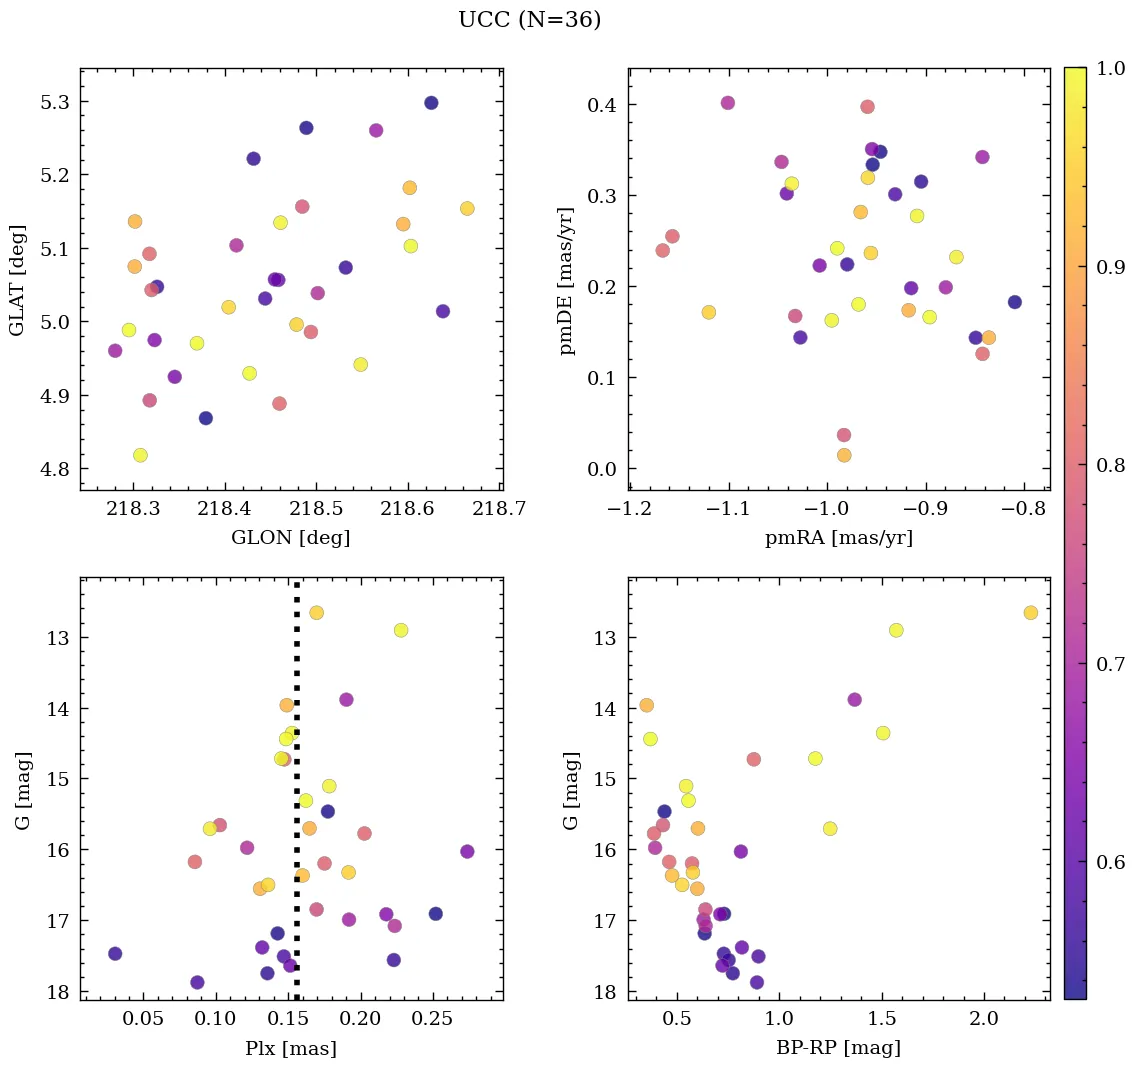 UCC (N=36)
5.3
5.2
5.1
5.0
4.9
4.8
GLAT [deg]
218.3 218.4 218.5 218.6 218.7
GLON [deg]
0.4
0.3
0.2
0.1
0.0
pmDE [mas/yr]
−1.2 −1.1 −1.0 −0.9 −0.8
pmRA [mas/yr]
13
14
15
16
17
18
G [mag]
0.05 0.10 0.15 0.20 0.25
Plx [mas]
13
14
15
16
17
18
G [mag]
0.5 1.0 1.5 2.0
BP-RP [mag]
1.0
0.9
0.8
0.7
0.6